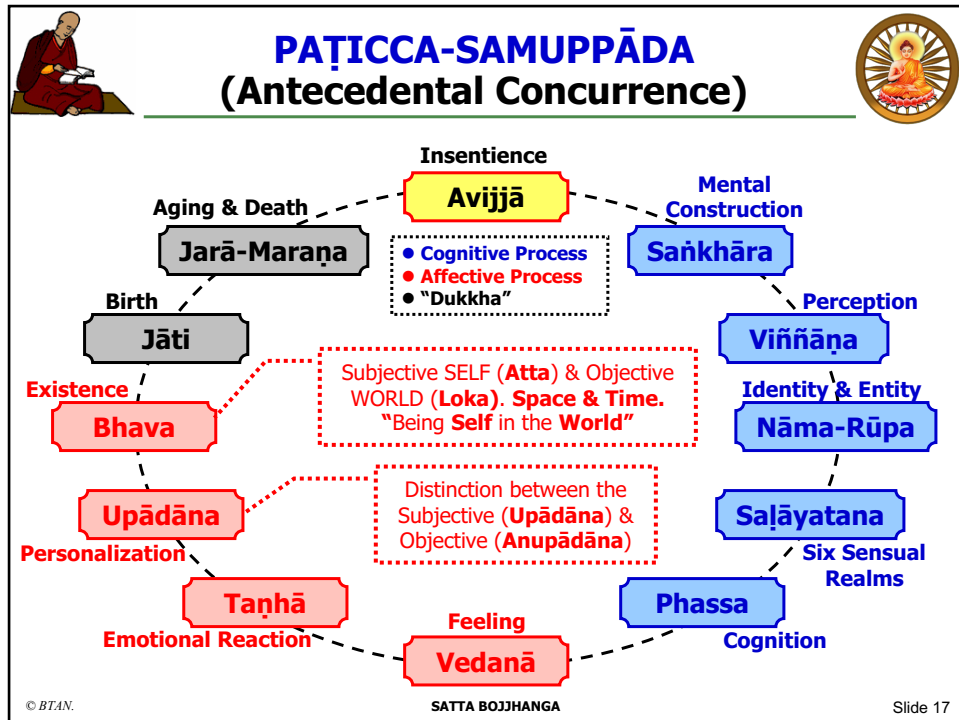 PAṬICCA-SAMUPPĀDA
(Antecedental Concurrence)
Insentience
Avijjā
Mental
Construction
Saṅkhāra
Perception
Viññāṇa
Identity & Entity
Nāma-Rūpa
Saḷāyatana
Six Sensual
Realms
Phassa
Cognition
Feeling
Vedanā
Taṇhā
Emotional Reaction
Upādāna
Personalization
Existence
Bhava
Birth
Jāti
Aging & Death
Jarā-Maraṇa
● Cognitive Process
● Affective Process
● “Dukkha”
Subjective SELF (Atta) & Objective
WORLD (Loka). Space & Time.
“Being Self in the World”
Distinction between the
Subjective (Upādāna) &
Objective (Anupādāna)
© BTAN.
SATTA BOJJHANGA
Slide 17